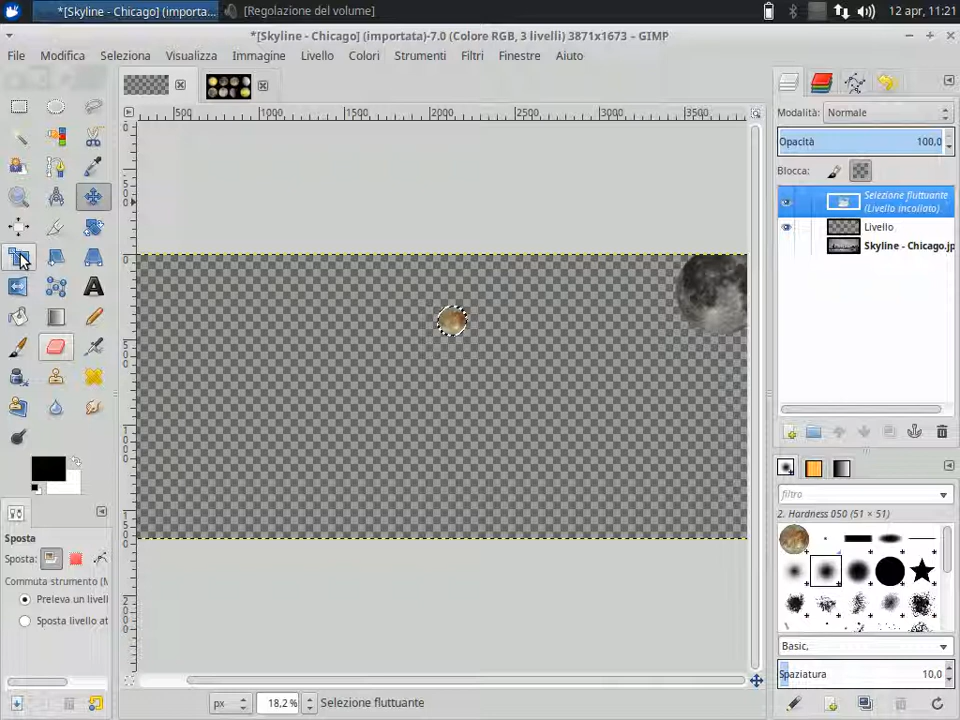 *[Skyline - Chicago] (importa... [Regolazione del volume] 12 apr, 11:21
*[Skyline - Chicago] (importata)-7.0 (Colore RGB, 3 livelli) 3871x1673 – GIMP
File Modifica Seleziona Visualizza Immagine Livello Colori Strumenti Filtri Finestre Aiuto
Modalità: Normale
500 1000 1500 2000 2500 3000 3500
Opacità 100,0
Blocca:
Selezione fluttuante
(Livello incollato)
Livello
Skyline - Chicago.jp
filtro
2. Hardness 050 (51 × 51)
Sposta
Sposta:
Commuta strumento (M
Preleva un livell
Sposta livello at
Basic,
Spaziatura 10,0
px 18,2 % Selezione fluttuante